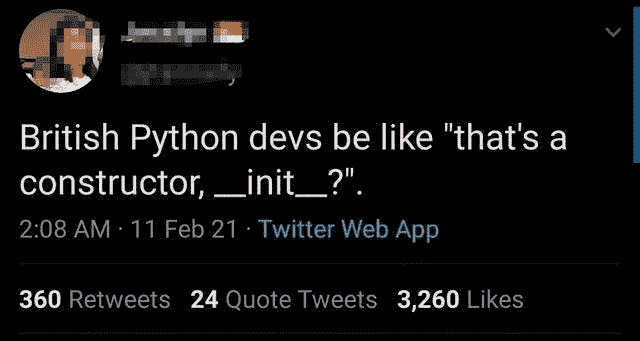 British Python devs be like "that's a
constructor, __init__?".
2:08 AM · 11 Feb 21 · Twitter Web App
360 Retweets 24 Quote Tweets 3,260 Likes